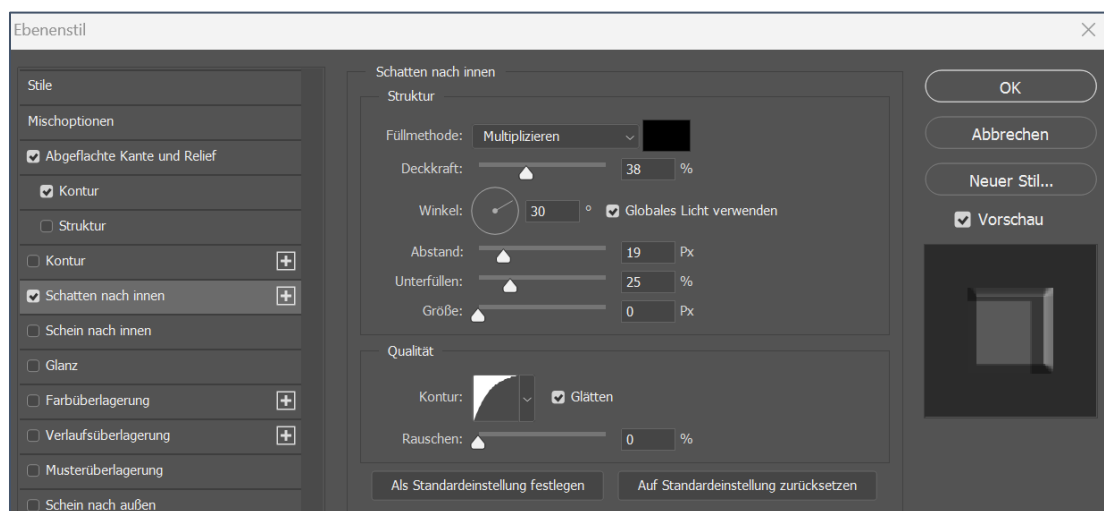 Ebenenstil
Stile
Mischoptionen
Abgeflachte Kante und Relief
Kontur
Struktur
Kontur
Schatten nach innen
Schein nach innen
Glanz
Farbüberlagerung
Verlaufsüberlagerung
Musterüberlagerung
Schein nach außen
Schatten nach innen
Struktur
Füllmethode: Multiplizieren
Deckkraft: 38 %
Winkel: 30 ° Globales Licht verwenden
Abstand: 19 Px
Unterfüllen: 25 %
Größe: 0 Px
Qualität
Kontur: Glätten
Rauschen: 0 %
Als Standardeinstellung festlegen Auf Standardeinstellung zurücksetzen
OK
Abbrechen
Neuer Stil...
Vorschau